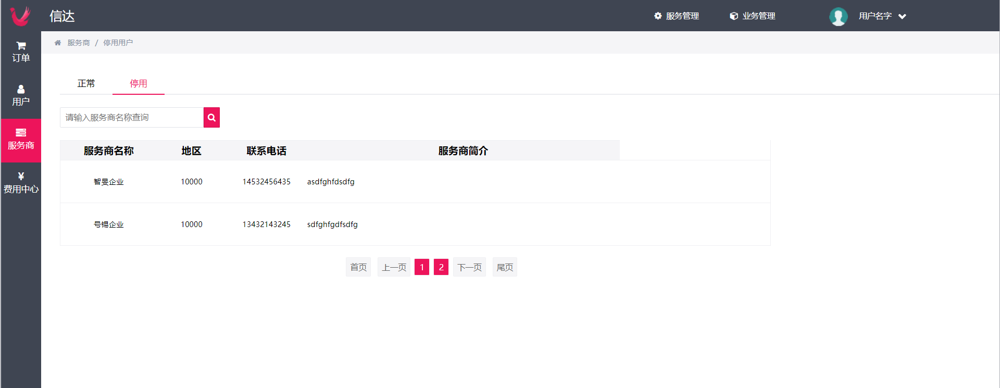 信达
服务管理
业务管理
用户名字
订单
用户
服务商
¥
费用中心
服务商 / 停用用户
正常 停用
请输入服务商名称查询
服务商名称 地区 联系电话 服务商简介
智旻企业 10000 14532456435 asdfghfdsdfg
号锡企业 10000 13432143245 sdfghfgdfsdfg
首页 上一页 1 2 下一页 尾页